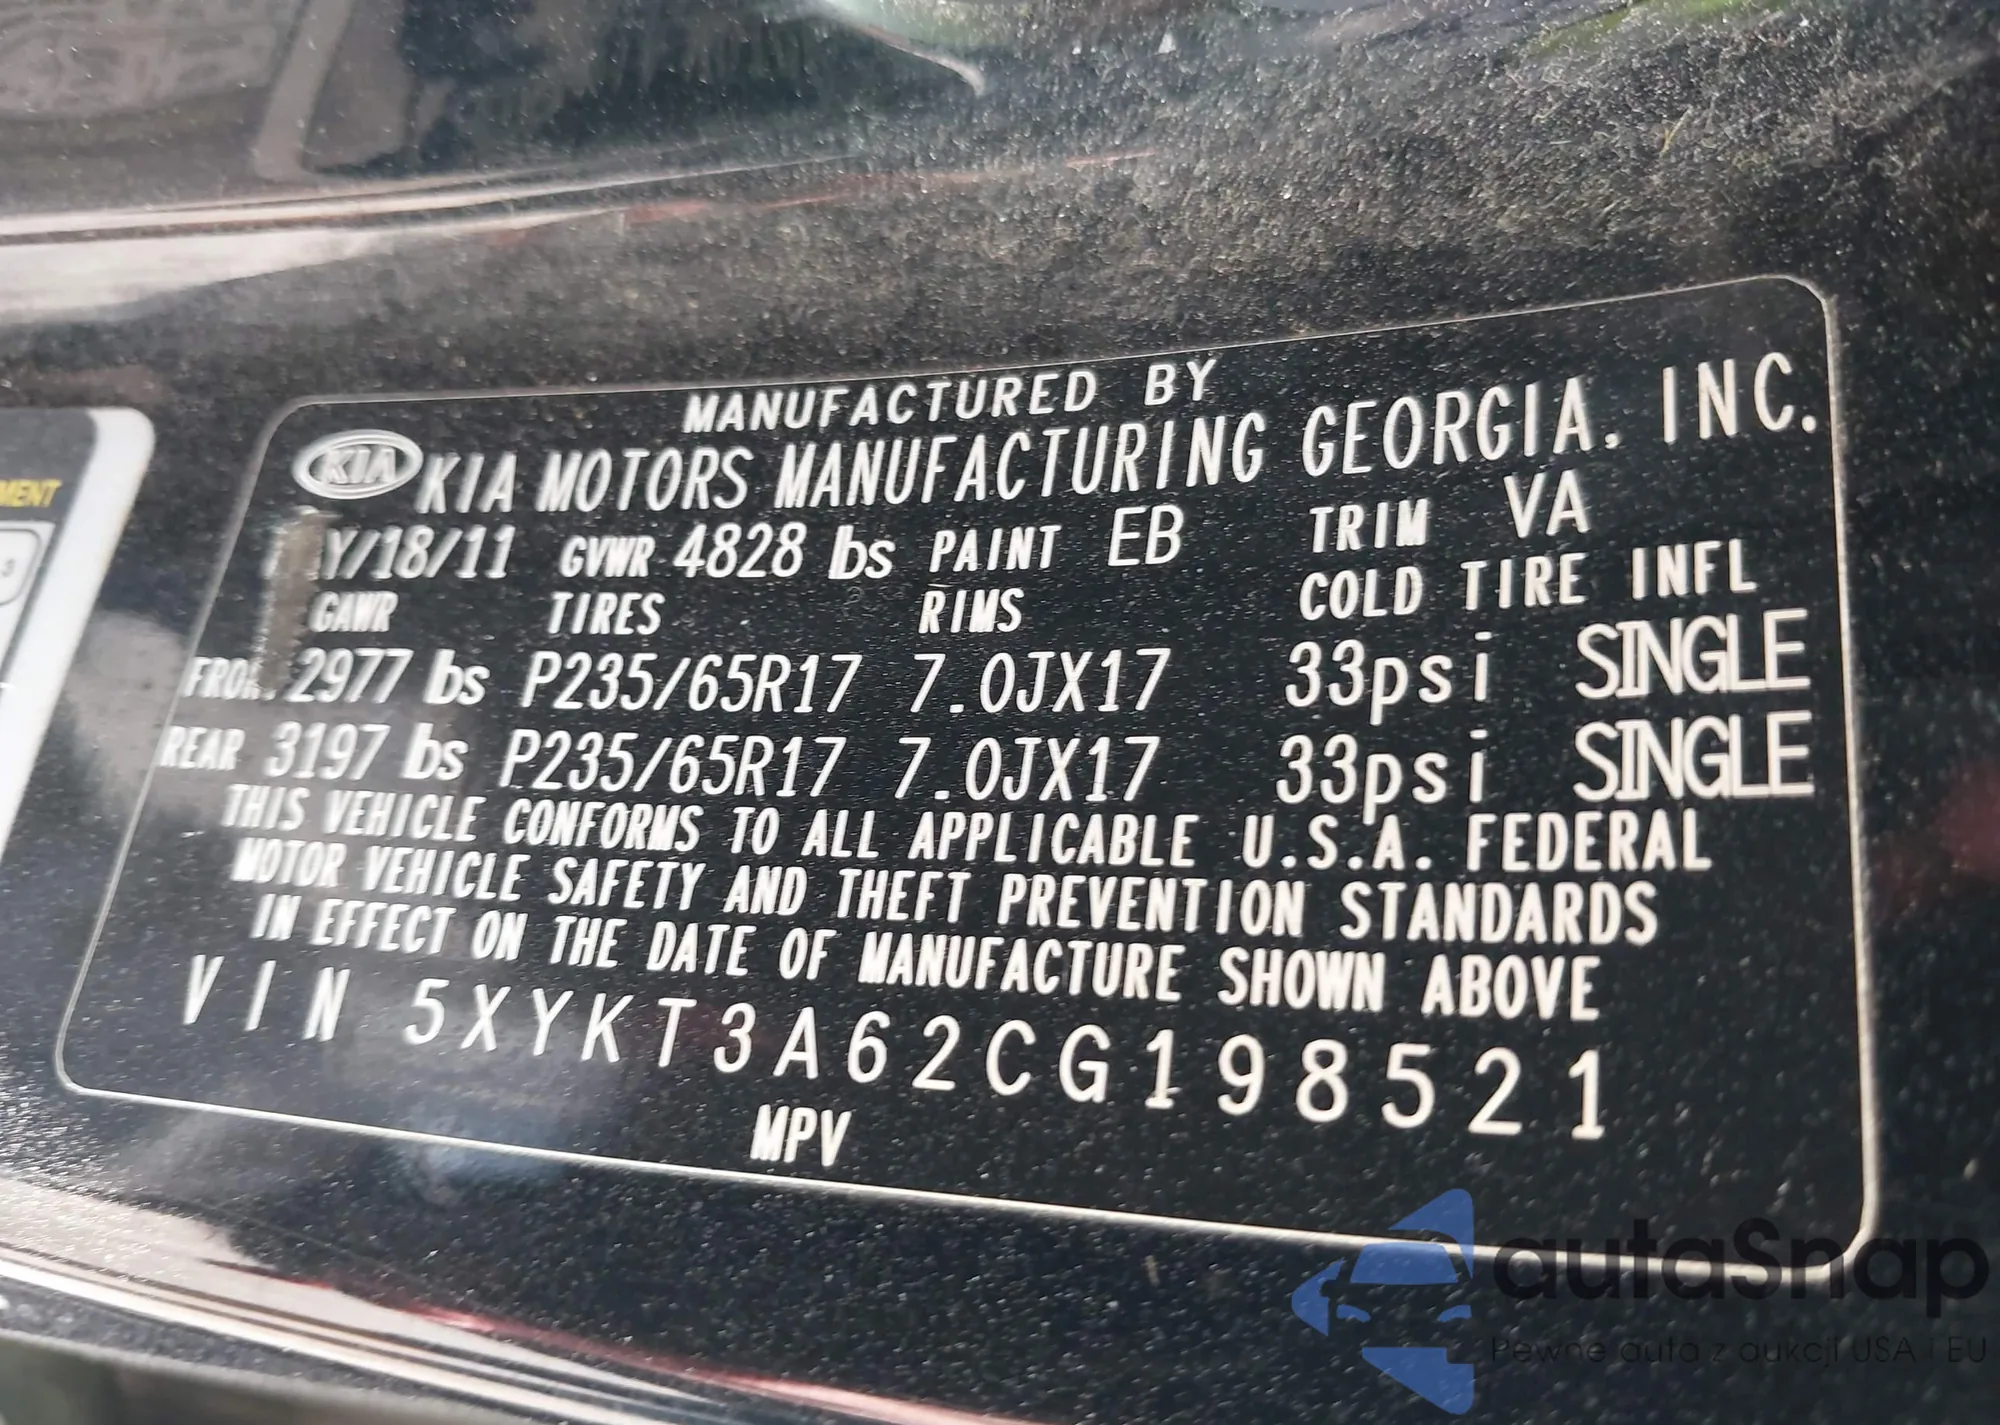 MANUFACTURED BY
KIA KIA MOTORS MANUFACTURING GEORGIA. INC.
Y/18/11 GVWR 4828 lbs PAINT EB TRIM VA
GAWR TIRES RIMS COLD TIRE INFL
2977 lbs P235/65R17 7.0JX17 33psi SINGLE
REAR 3197 lbs P235/65R17 7.0JX17 33psi SINGLE
THIS VEHICLE CONFORMS TO ALL APPLICABLE U.S.A. FEDERAL
MOTOR VEHICLE SAFETY AND THEFT PREVENTION STANDARDS
IN EFFECT ON THE DATE OF MANUFACTURE SHOWN ABOVE
VIN 5XYKT3A62CG198521
MPV
MENT
3
autaSnap
Pewne auta z aukcji USA i EU